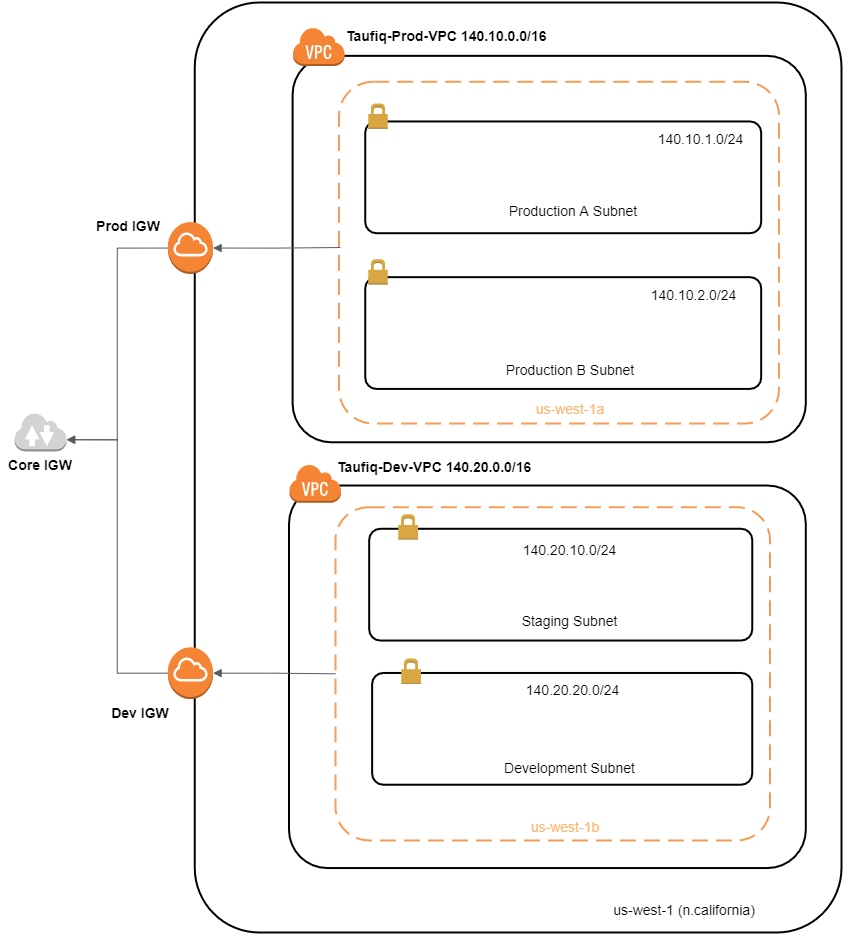 Taufiq-Prod-VPC 140.10.0.0/16
VPC
140.10.1.0/24
Production A Subnet
Prod IGW
140.10.2.0/24
Production B Subnet
us-west-1a
Core IGW
Taufiq-Dev-VPC 140.20.0.0/16
VPC
140.20.10.0/24
Staging Subnet
140.20.20.0/24
Dev IGW
Development Subnet
us-west-1b
us-west-1 (n.california)